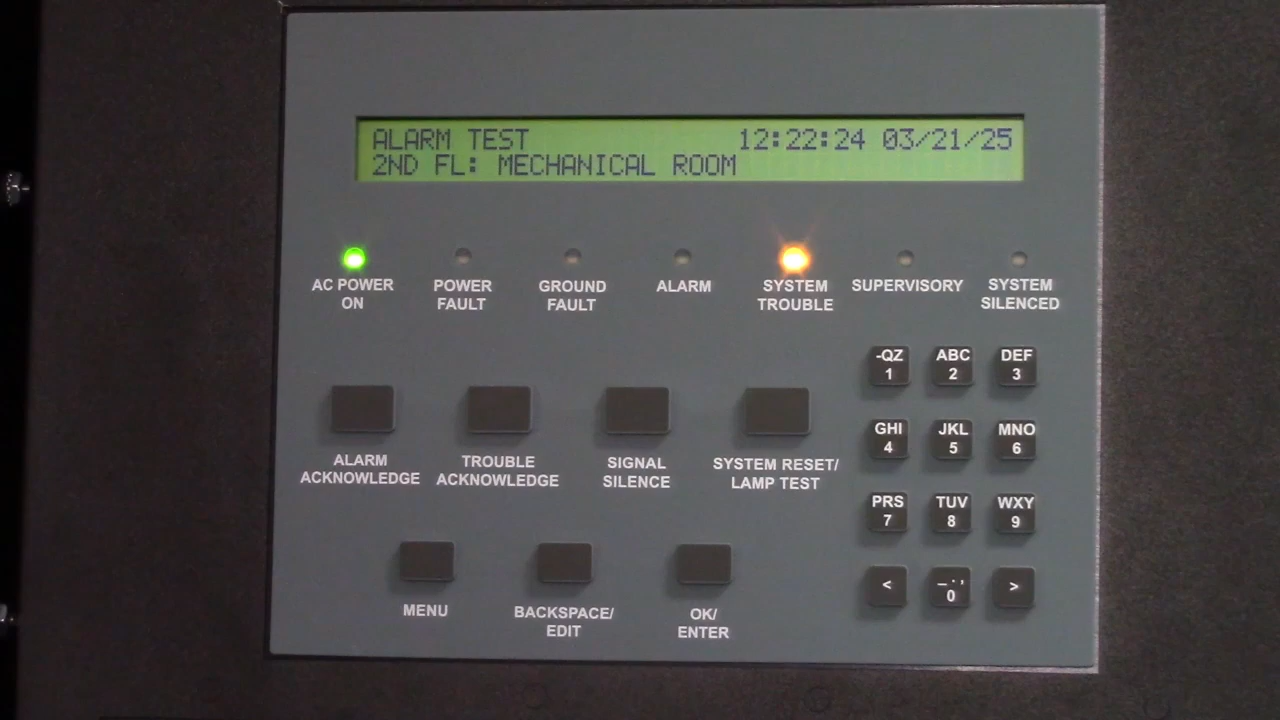 ALARM TEST 12:22:24 03/21/25
2ND FL: MECHANICAL ROOM
AC POWER
ON
POWER
FAULT
GROUND
FAULT
ALARM
SYSTEM
TROUBLE
SUPERVISORY
SYSTEM
SILENCED
-QZ
1
ABC
2
DEF
3
GHI
4
JKL
5
MNO
6
PRS
7
TUV
8
WXY
9
<
_ . ,
0
>
ALARM
ACKNOWLEDGE
TROUBLE
ACKNOWLEDGE
SIGNAL
SILENCE
SYSTEM RESET/
LAMP TEST
MENU
BACKSPACE/
EDIT
OK/
ENTER